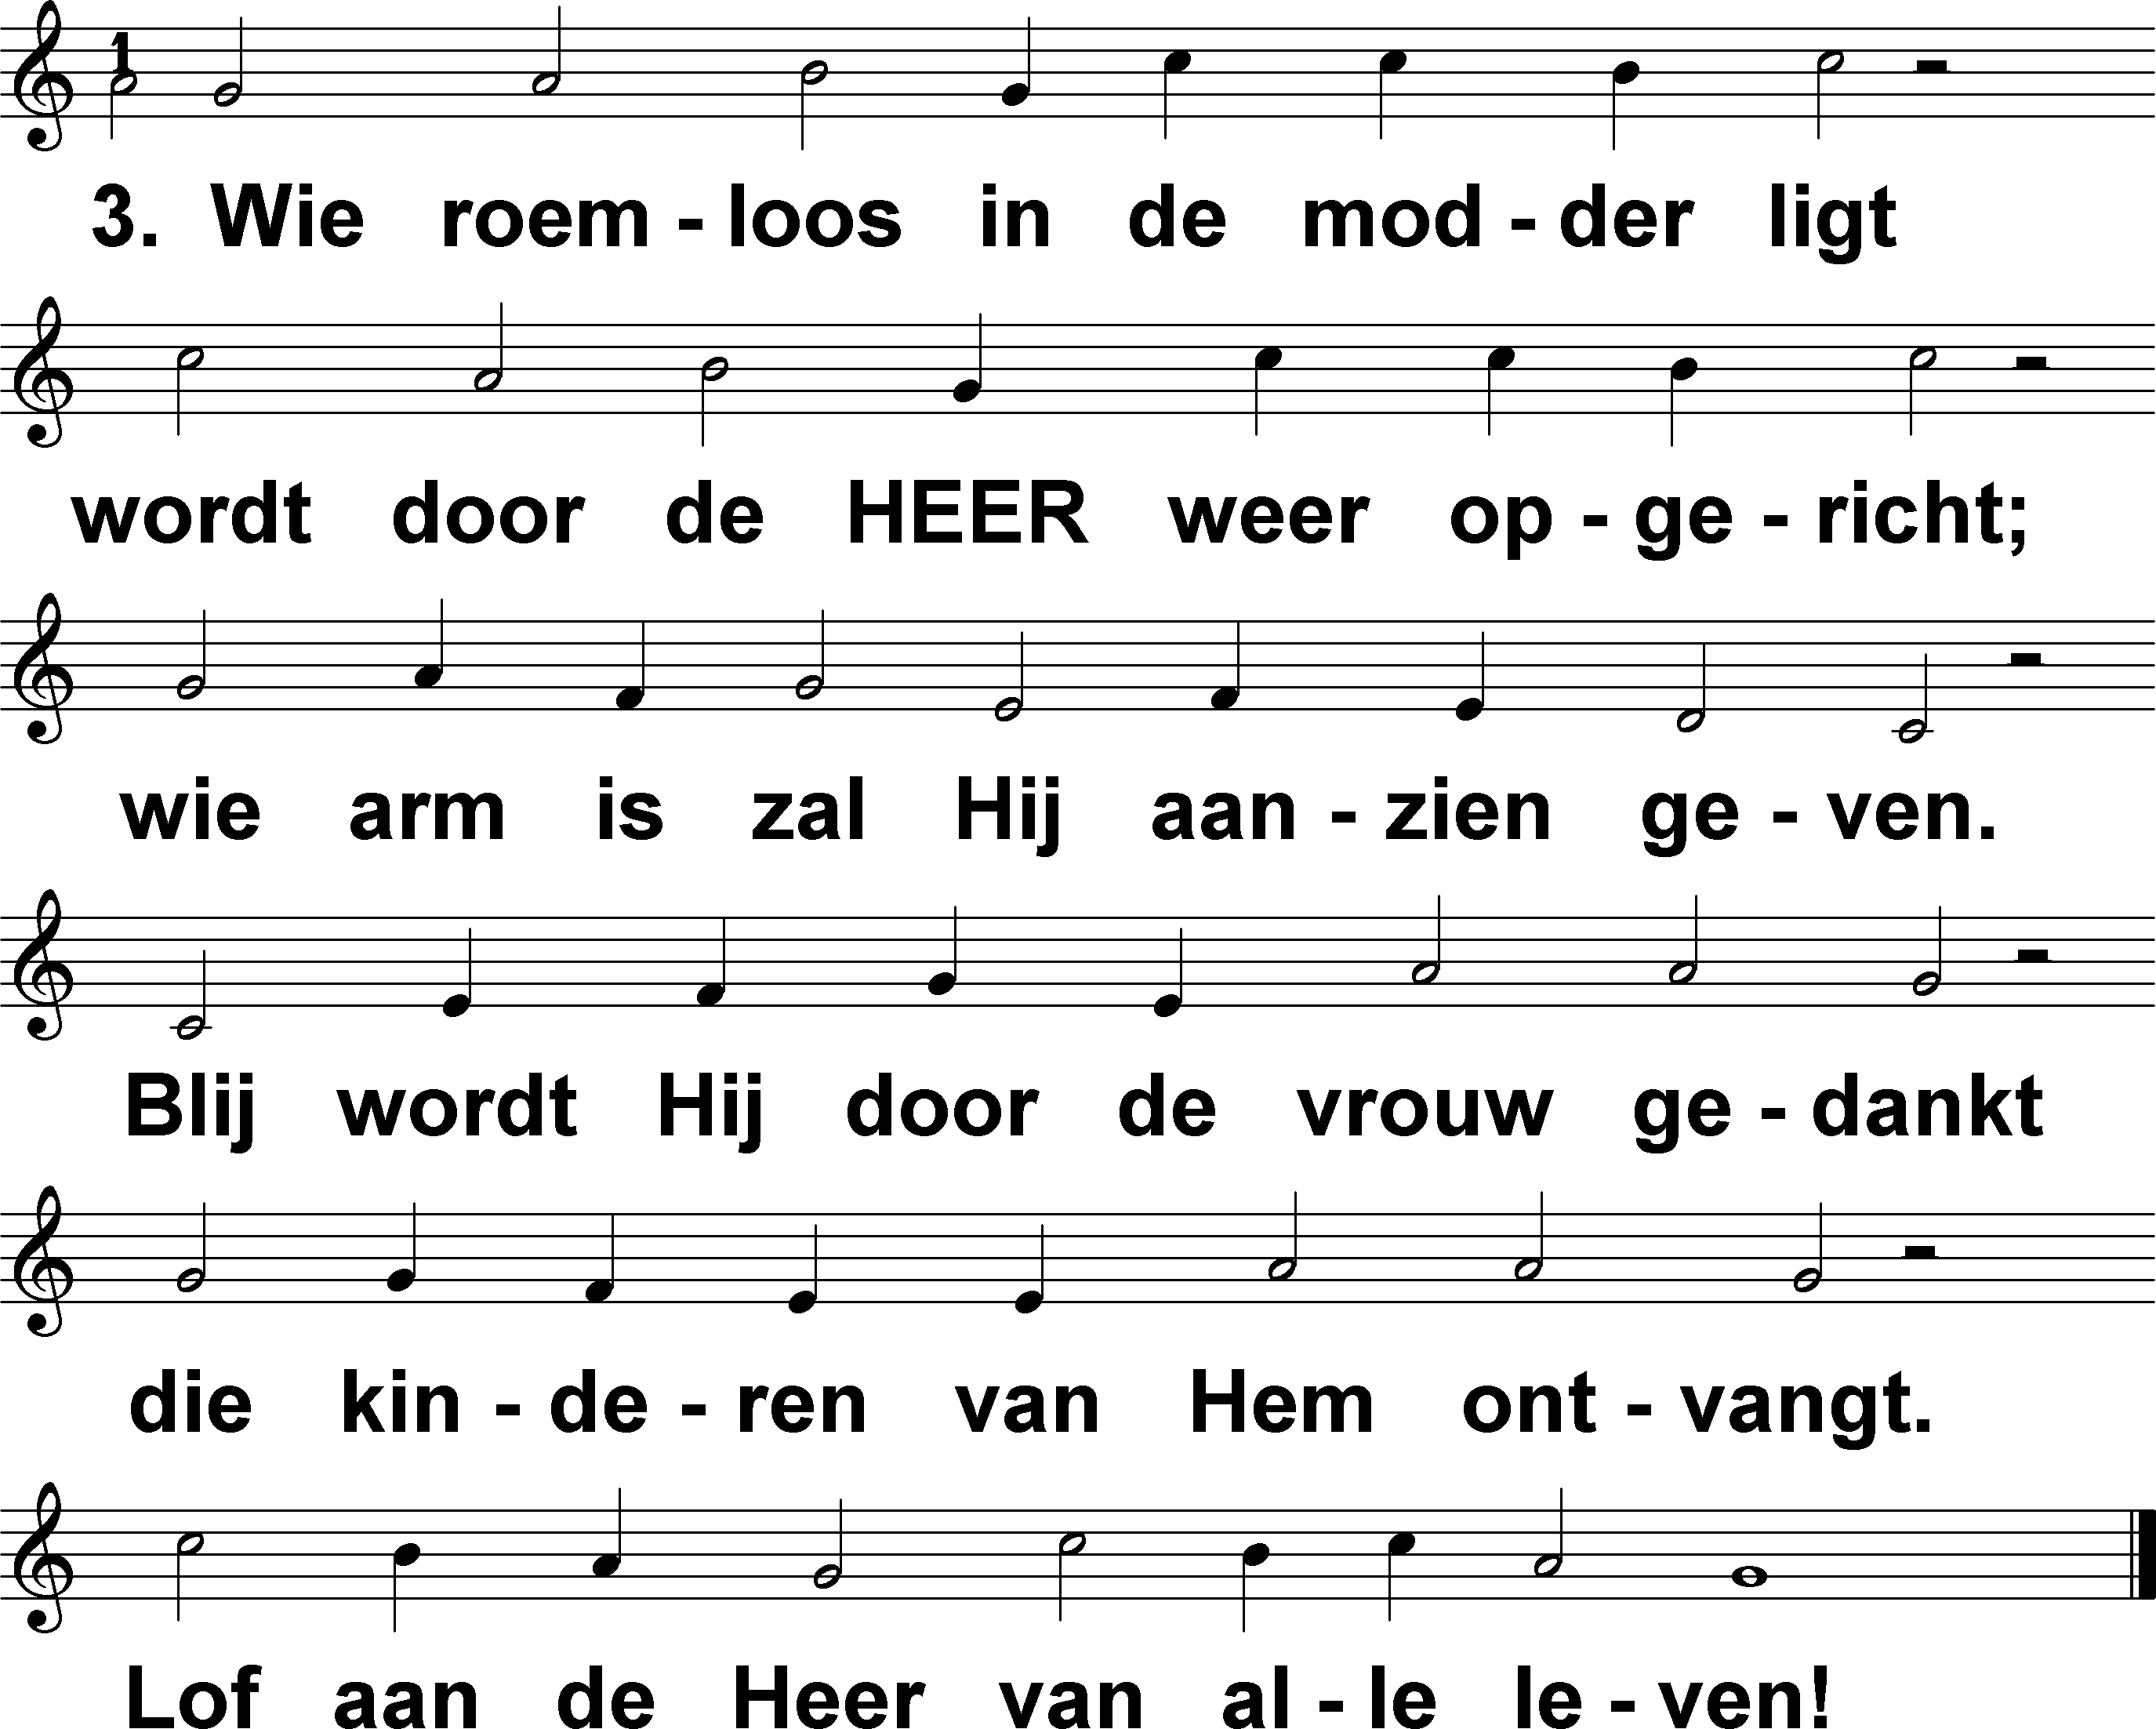 1
3. Wie roem - loos in de mod - der ligt
wordt door de HEER weer op - ge - richt;
wie arm is zal Hij aan - zien ge - ven.
Blij wordt Hij door de vrouw ge - dankt
die kin - de - ren van Hem ont - vangt.
Lof aan de Heer van al - le le - ven!